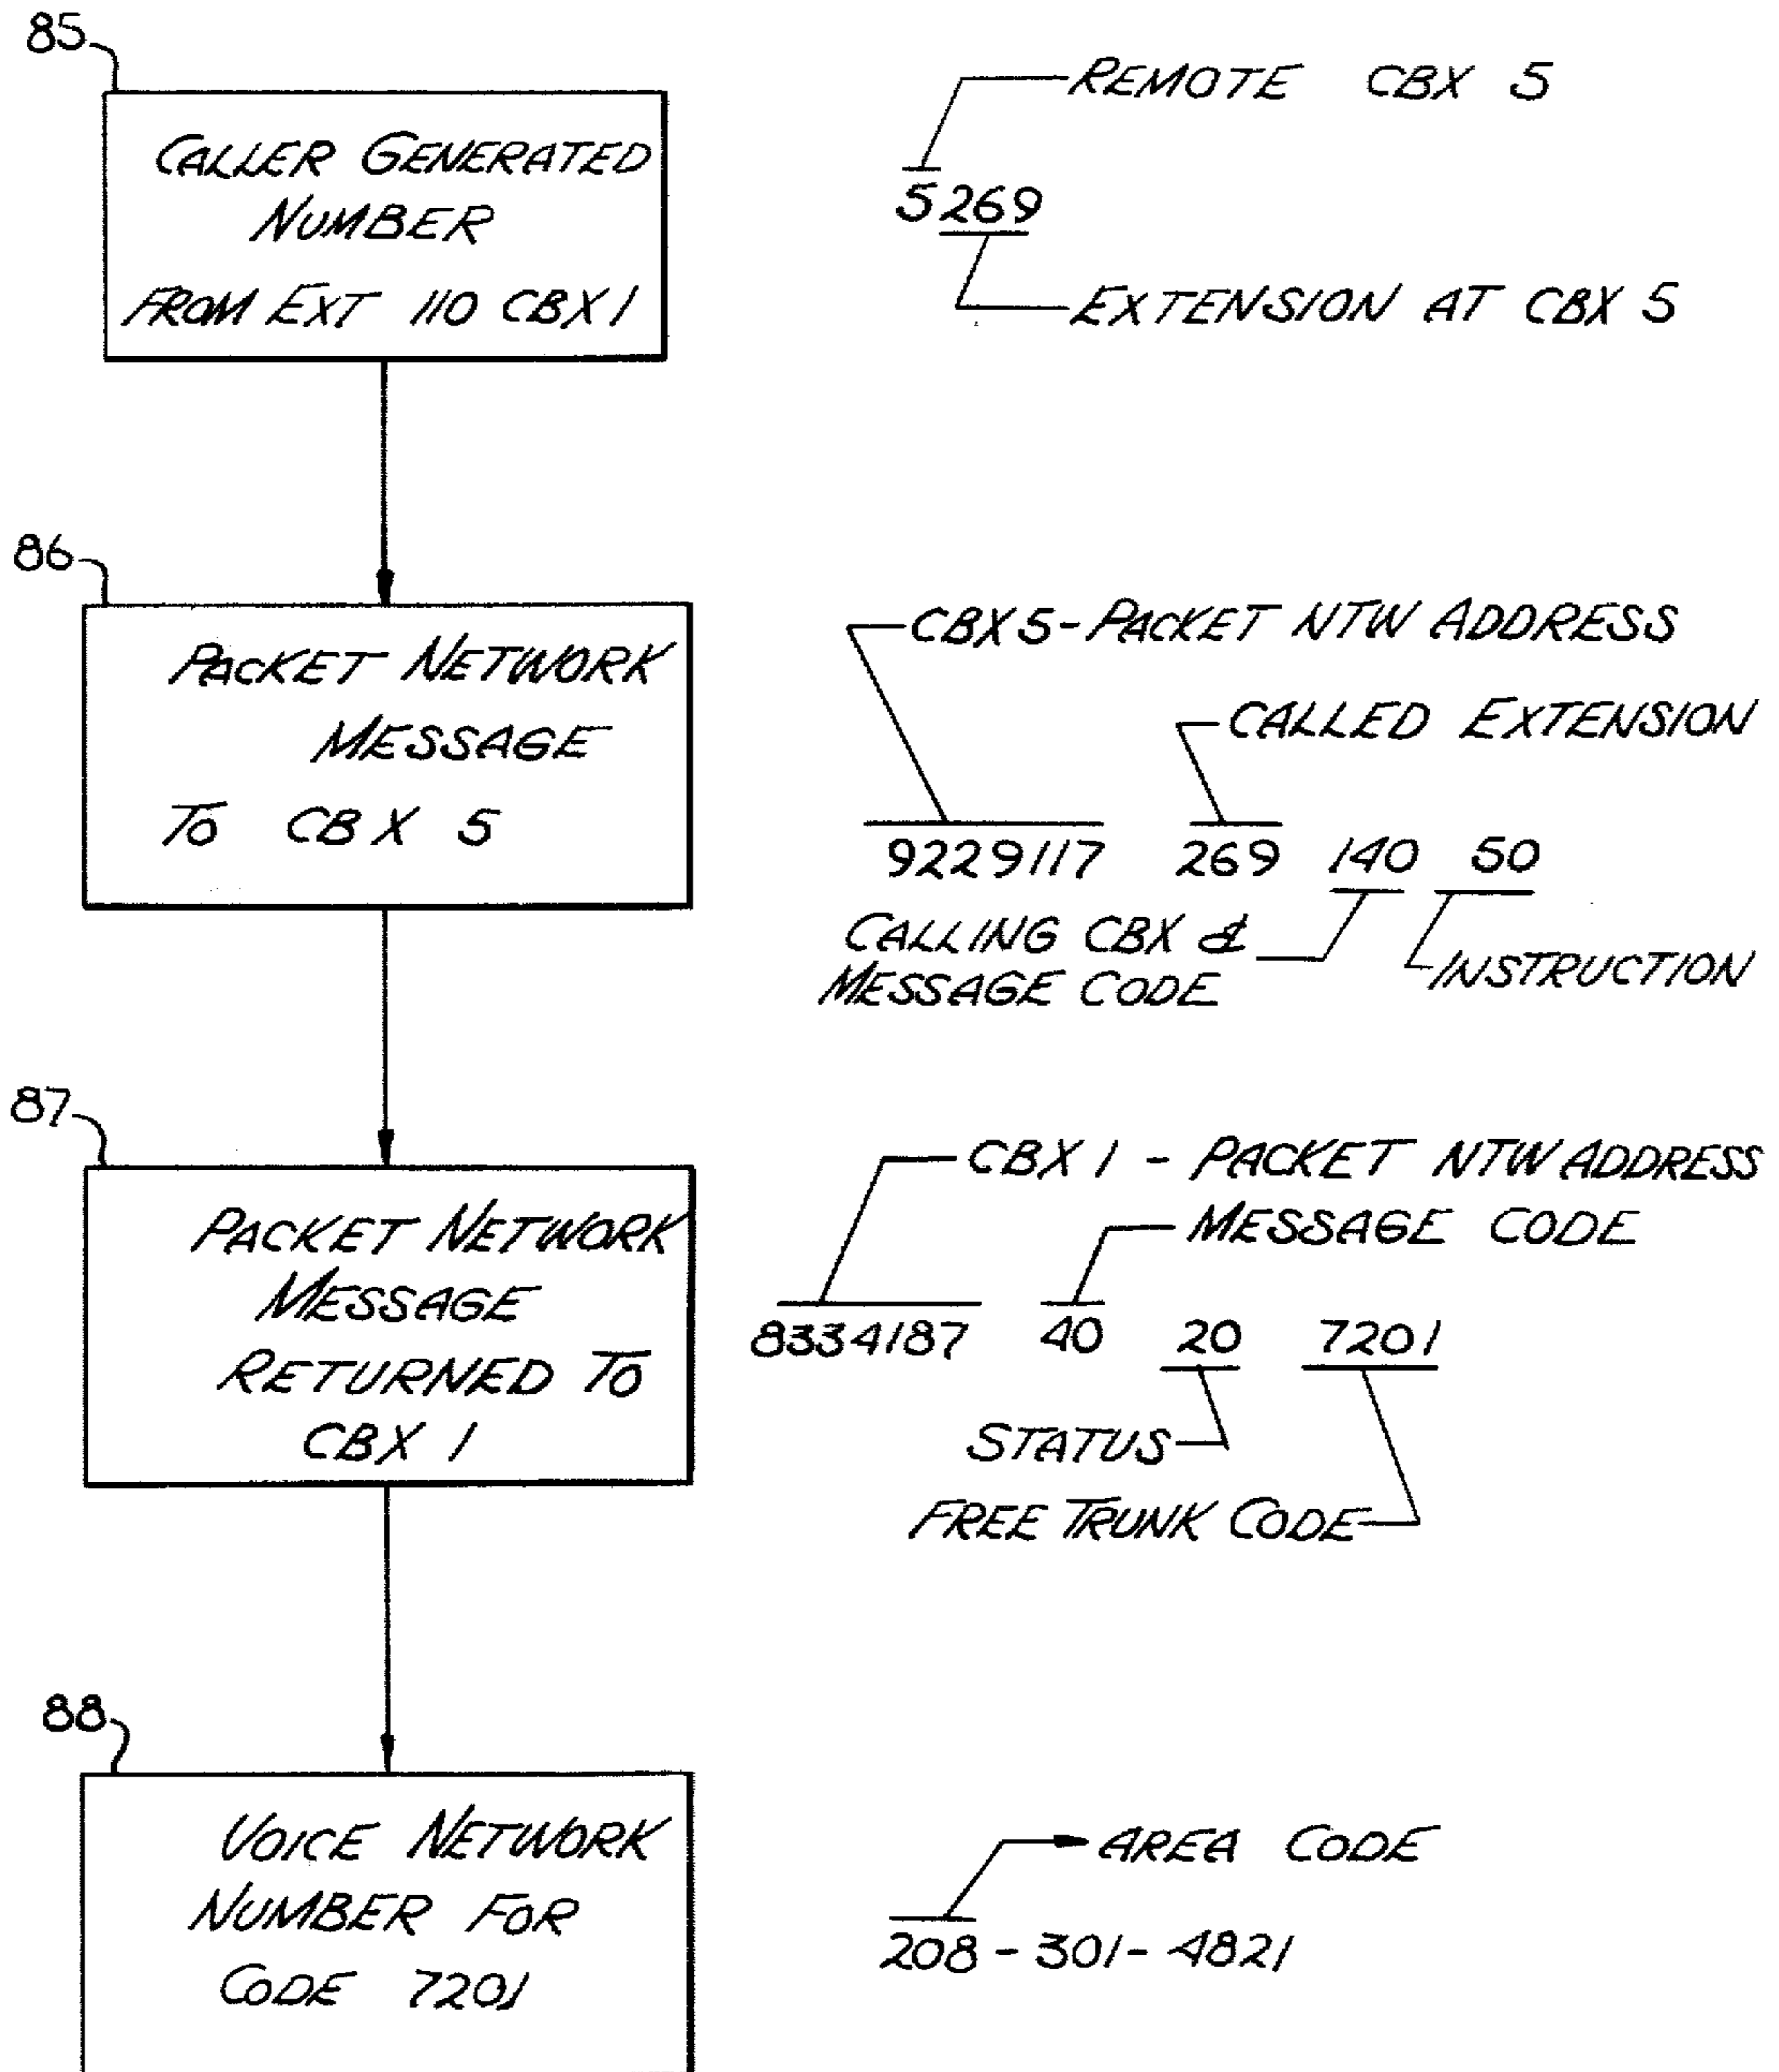 85
CALLER GENERATED
NUMBER
FROM EXT 110 CBX 1
REMOTE CBX 5
5269
EXTENSION AT CBX 5
86
PACKET NETWORK
MESSAGE
TO CBX 5
CBX 5 - PACKET NTW ADDRESS
CALLED EXTENSION
9229117 269 140 50
CALLING CBX &
MESSAGE CODE
INSTRUCTION
87
PACKET NETWORK
MESSAGE
RETURNED TO
CBX 1
CBX 1 - PACKET NTW ADDRESS
MESSAGE CODE
8334187 40 20 7201
STATUS
FREE TRUNK CODE
88
VOICE NETWORK
NUMBER FOR
CODE 7201
AREA CODE
208 - 301 - 4821